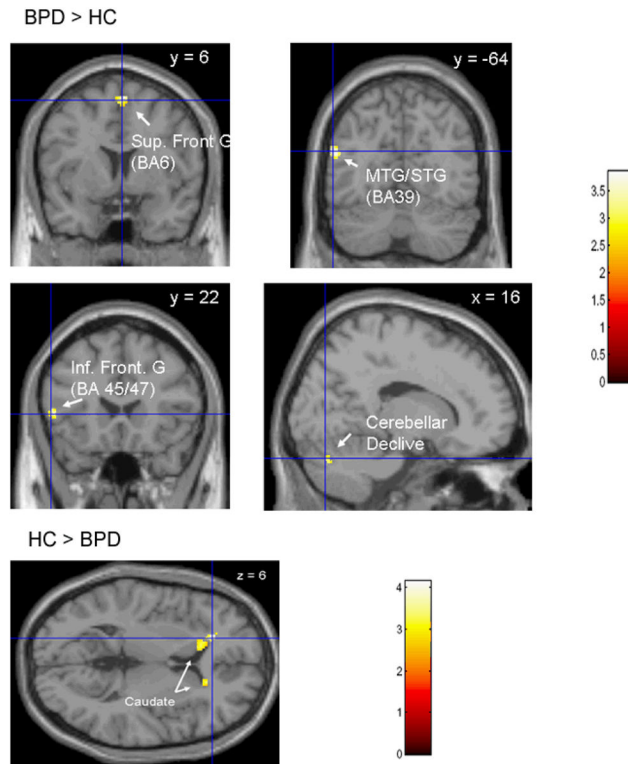 BPD > HC
y = 6
Sup. Front G
(BA6)
y = -64
MTG/STG
(BA39)
3.5
3
2.5
2
1.5
1
0.5
0
y = 22
Inf. Front. G
(BA 45/47)
x = 16
Cerebellar
Declive
HC > BPD
z = 6
Caudate
4
3
2
1
0